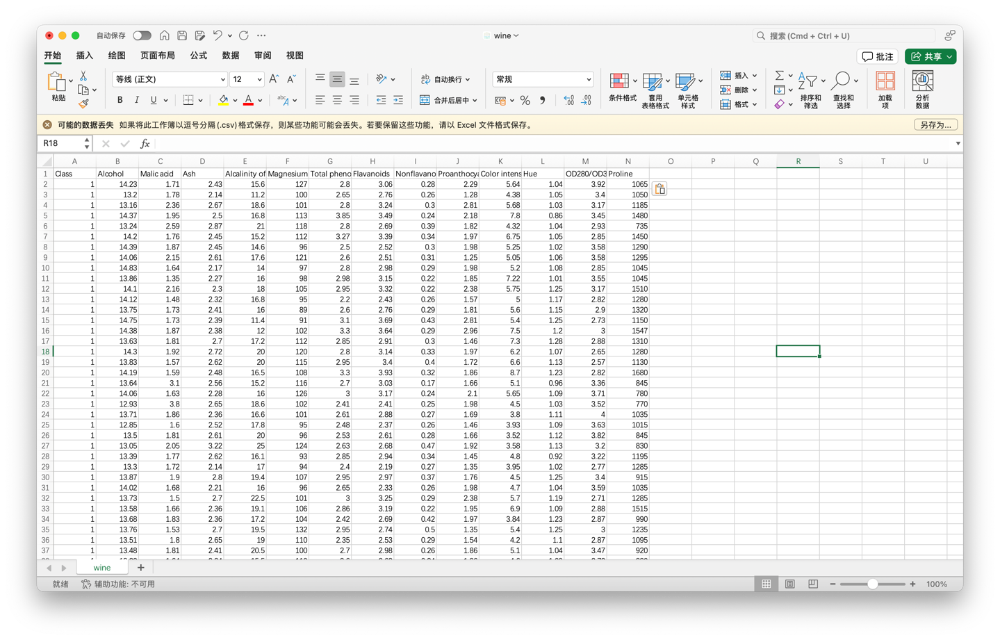 自动保存 wine 搜索 (Cmd + Ctrl + U)
开始 插入 绘图 页面布局 公式 数据 审阅 视图 批注 共享
等线 (正文) 12 自动换行 常规 插入
粘贴 B I U 合并后居中 条件格式 套用 表格格式 单元格 样式 删除 格式 排序和 筛选 查找和 选择 加载 项 分析 数据
可能的数据丢失 如果将此工作簿以逗号分隔 (.csv) 格式保存，则某些功能可能会丢失。若要保留这些功能，请以 Excel 文件格式保存。 另存为...
R18 fx
A B C D E F G H I J K L M N O P Q R S T U
1 Class Alcohol Malic acid Ash Alcalinity of Magnesium Total pheno Flavanoids Nonflavano Proanthocya Color intens Hue OD280/OD3 Proline
2 1 14.23 1.71 2.43 15.6 127 2.8 3.06 0.28 2.29 5.64 1.04 3.92 1065
3 1 13.2 1.78 2.14 11.2 100 2.65 2.76 0.26 1.28 4.38 1.05 3.4 1050
4 1 13.16 2.36 2.67 18.6 101 2.8 3.24 0.3 2.81 5.68 1.03 3.17 1185
5 1 14.37 1.95 2.5 16.8 113 3.85 3.49 0.24 2.18 7.8 0.86 3.45 1480
6 1 13.24 2.59 2.87 21 118 2.8 2.69 0.39 1.82 4.32 1.04 2.93 735
7 1 14.2 1.76 2.45 15.2 112 3.27 3.39 0.34 1.97 6.75 1.05 2.85 1450
8 1 14.39 1.87 2.45 14.6 96 2.5 2.52 0.3 1.98 5.25 1.02 3.58 1290
9 1 14.06 2.15 2.61 17.6 121 2.6 2.51 0.31 1.25 5.05 1.06 3.58 1295
10 1 14.83 1.64 2.17 14 97 2.8 2.98 0.29 1.98 5.2 1.08 2.85 1045
11 1 13.86 1.35 2.27 16 98 2.98 3.15 0.22 1.85 7.22 1.01 3.55 1045
12 1 14.1 2.16 2.3 18 105 2.95 3.32 0.22 2.38 5.75 1.25 3.17 1510
13 1 14.12 1.48 2.32 16.8 95 2.2 2.43 0.26 1.57 5 1.17 2.82 1280
14 1 13.75 1.73 2.41 16 89 2.6 2.76 0.29 1.81 5.6 1.15 2.9 1320
15 1 14.75 1.73 2.39 11.4 91 3.1 3.69 0.43 2.81 5.4 1.25 2.73 1150
16 1 14.38 1.87 2.38 12 102 3.3 3.64 0.29 2.96 7.5 1.2 3 1547
17 1 13.63 1.81 2.7 17.2 112 2.85 2.91 0.3 1.46 7.3 1.28 2.88 1310
18 1 14.3 1.92 2.72 20 120 2.8 3.14 0.33 1.97 6.2 1.07 2.65 1280
19 1 13.83 1.57 2.62 20 115 2.95 3.4 0.4 1.72 6.6 1.13 2.57 1130
20 1 14.19 1.59 2.48 16.5 108 3.3 3.93 0.32 1.86 8.7 1.23 2.82 1680
21 1 13.64 3.1 2.56 15.2 116 2.7 3.03 0.17 1.66 5.1 0.96 3.36 845
22 1 14.06 1.63 2.28 16 126 3 3.17 0.24 2.1 5.65 1.09 3.71 780
23 1 12.93 3.8 2.65 18.6 102 2.41 2.41 0.25 1.98 4.5 1.03 3.52 770
24 1 13.71 1.86 2.36 16.6 101 2.61 2.88 0.27 1.69 3.8 1.11 4 1035
25 1 12.85 1.6 2.52 17.8 95 2.48 2.37 0.26 1.46 3.93 1.09 3.63 1015
26 1 13.5 1.81 2.61 20 96 2.53 2.61 0.28 1.66 3.52 1.12 3.82 845
27 1 13.05 2.05 3.22 25 124 2.63 2.68 0.47 1.92 3.58 1.13 3.2 830
28 1 13.39 1.77 2.62 16.1 93 2.85 2.94 0.34 1.45 4.8 0.92 3.22 1195
29 1 13.3 1.72 2.14 17 94 2.4 2.19 0.27 1.35 3.95 1.02 2.77 1285
30 1 13.87 1.9 2.8 19.4 107 2.95 2.97 0.37 1.76 4.5 1.25 3.4 915
31 1 14.02 1.68 2.21 16 96 2.65 2.33 0.26 1.98 4.7 1.04 3.59 1035
32 1 13.73 1.5 2.7 22.5 101 3 3.25 0.29 2.38 5.7 1.19 2.71 1285
33 1 13.58 1.66 2.36 19.1 106 2.86 3.19 0.22 1.95 6.9 1.09 2.88 1515
34 1 13.68 1.83 2.36 17.2 104 2.42 2.69 0.42 1.97 3.84 1.23 2.87 990
35 1 13.76 1.53 2.7 19.5 132 2.95 2.74 0.5 1.35 5.4 1.25 3 1235
36 1 13.51 1.8 2.65 19 110 2.35 2.53 0.29 1.54 4.2 1.1 2.87 1095
37 1 13.48 1.81 2.41 20.5 100 2.7 2.98 0.26 1.86 5.1 1.04 3.47 920
wine
就绪 辅助功能: 不可用 100%